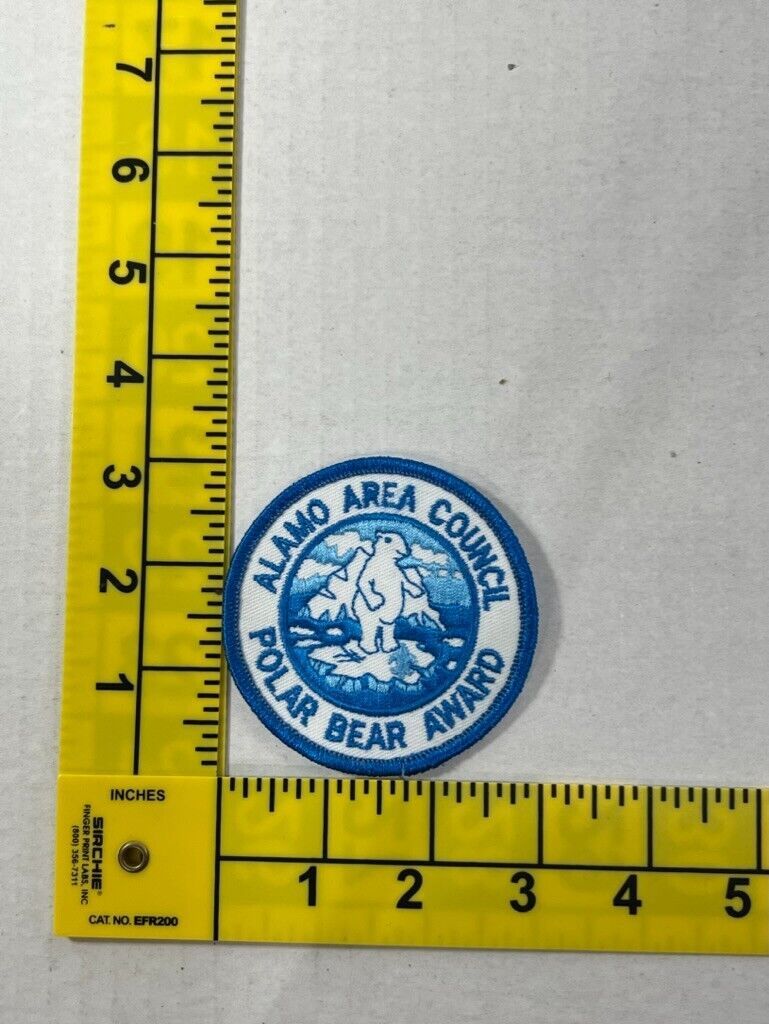 7
6
5
4
3
2
1
ALAMO AREA COUNCIL
POLAR BEAR AWARD
INCHES
SIRCHIE®
FINGER PRINT LABS, INC
(800) 356-7311
CAT. NO. EFR200
1 2 3 4 5